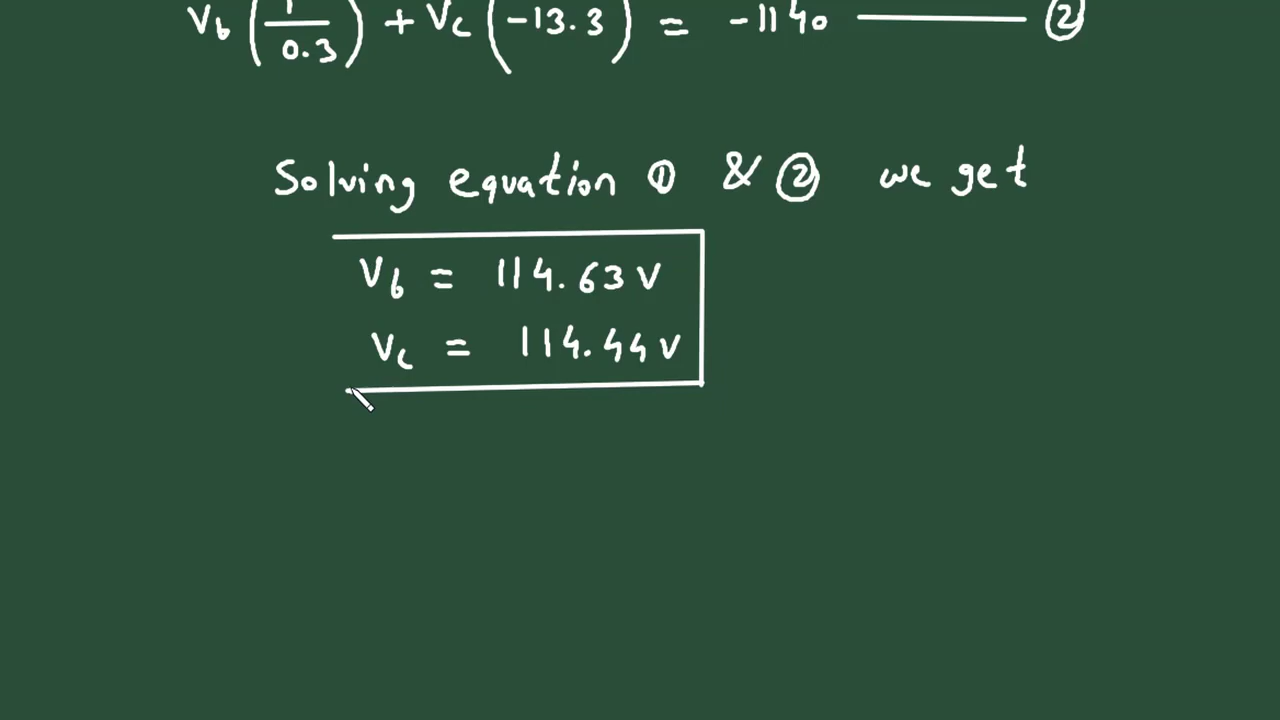 Vb (1/0.3) + Vc (-13.3) = -1140 ——— ②
Solving equation ① & ② we get
Vb = 114.63 V
Vc = 114.44 V